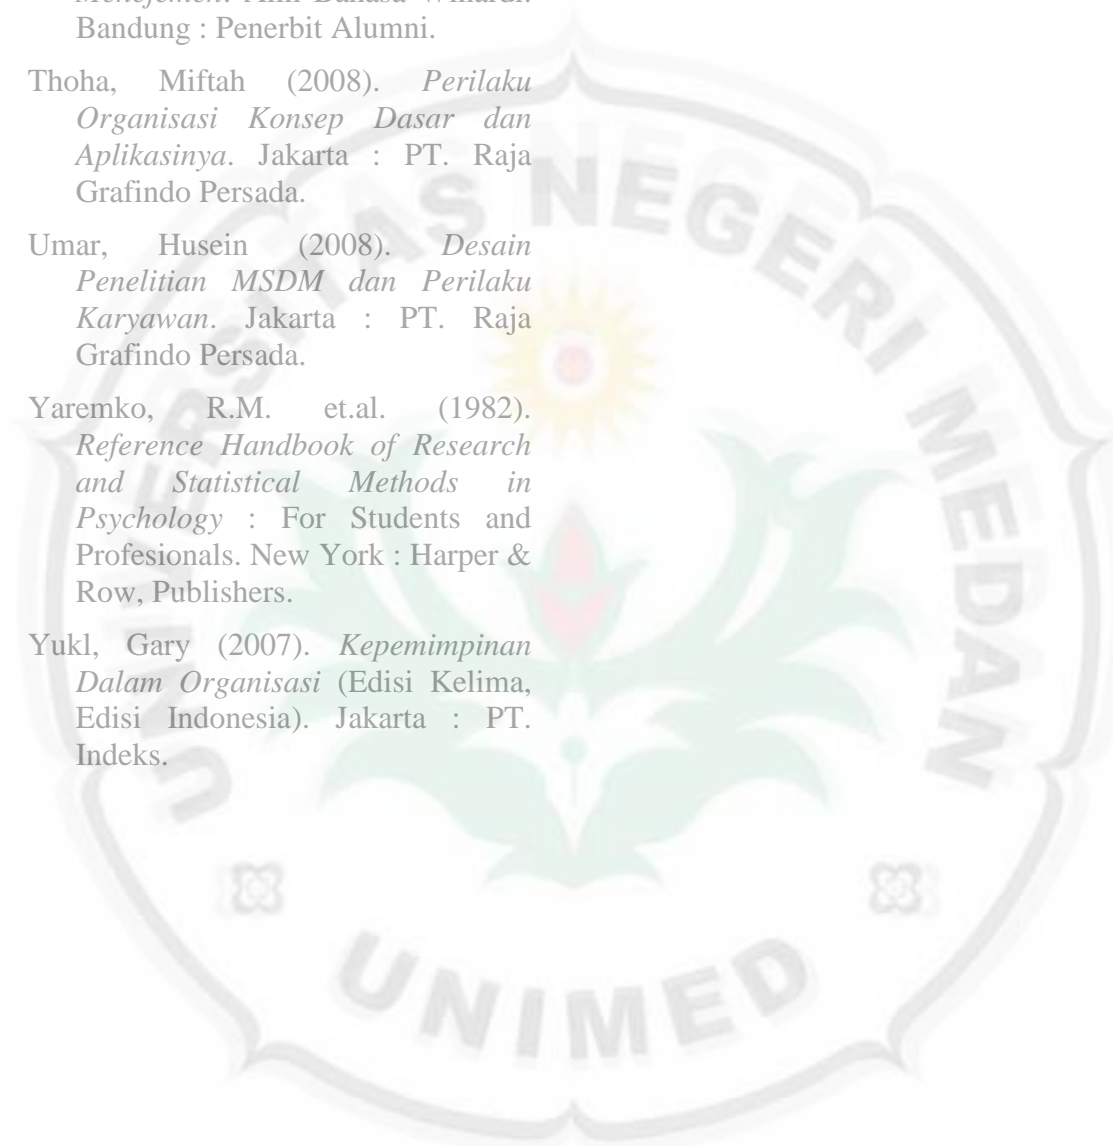 Bandung : Penerbit Alumni.
Thoha, Miftah (2008). Perilaku
Organisasi Konsep Dasar dan
Aplikasinya. Jakarta : PT. Raja
Grafindo Persada.
Umar, Husein (2008). Desain
Penelitian MSDM dan Perilaku
Karyawan. Jakarta : PT. Raja
Grafindo Persada.
Yaremko, R.M. et.al. (1982).
Reference Handbook of Research
and Statistical Methods in
Psychology : For Students and
Profesionals. New York : Harper &
Row, Publishers.
Yukl, Gary (2007). Kepemimpinan
Dalam Organisasi (Edisi Kelima,
Edisi Indonesia). Jakarta : PT.
Indeks.
UNIVERSITAS NEGERI MEDAN
UNIMED